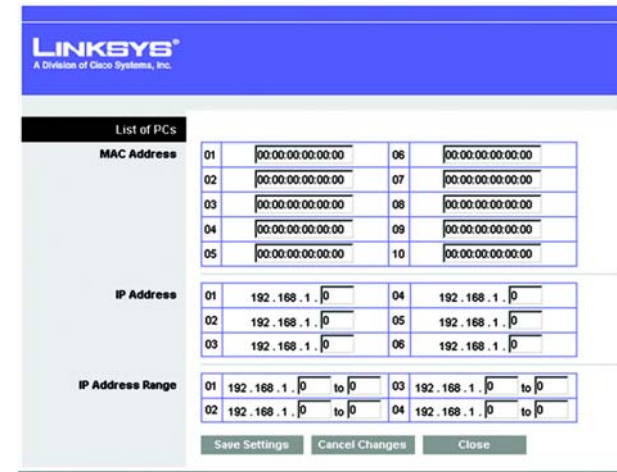 LINKSYS®
A Division of Cisco Systems, Inc.
List of PCs
MAC Address
01 00:00:00:00:00:00 06 00:00:00:00:00:00
02 00:00:00:00:00:00 07 00:00:00:00:00:00
03 00:00:00:00:00:00 08 00:00:00:00:00:00
04 00:00:00:00:00:00 09 00:00:00:00:00:00
05 00:00:00:00:00:00 10 00:00:00:00:00:00
IP Address
01 192.168.1.0 04 192.168.1.0
02 192.168.1.0 05 192.168.1.0
03 192.168.1.0 06 192.168.1.0
IP Address Range
01 192.168.1.0 to 0 03 192.168.1.0 to 0
02 192.168.1.0 to 0 04 192.168.1.0 to 0
Save Settings Cancel Changes Close